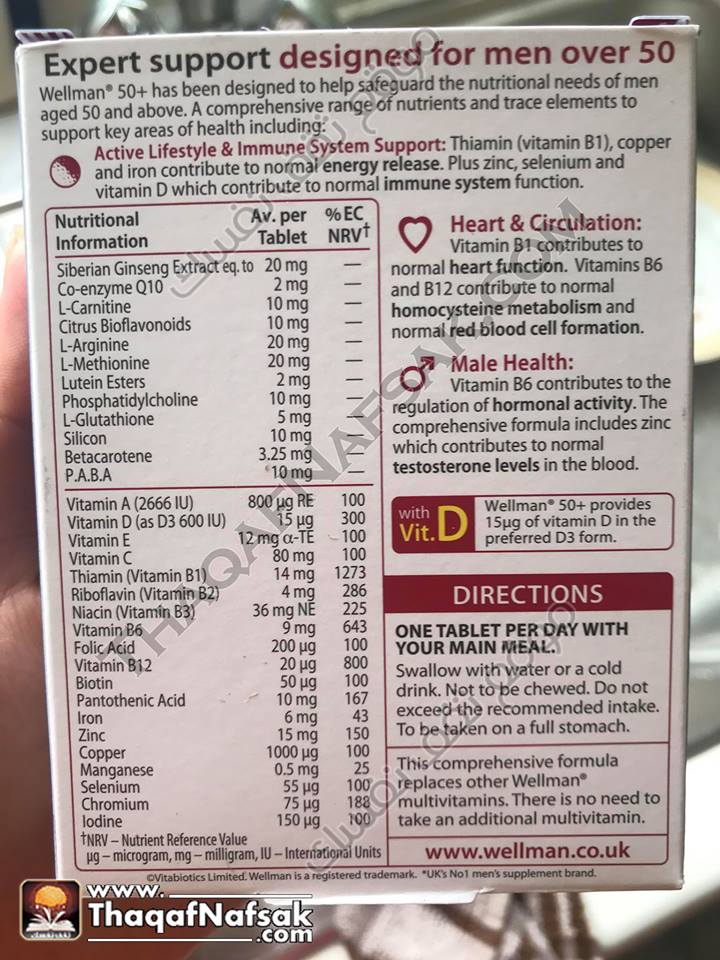 Expert support designed for men over 50
Wellman® 50+ has been designed to help safeguard the nutritional needs of men
aged 50 and above. A comprehensive range of nutrients and trace elements to
support key areas of health including:
Active Lifestyle & Immune System Support: Thiamin (vitamin B1), copper
and iron contribute to normal energy release. Plus zinc, selenium and
vitamin D which contribute to normal immune system function.
Nutritional Information Av. per Tablet % EC NRV†
Siberian Ginseng Extract eq. to 20 mg —
Co-enzyme Q10 2 mg —
L-Carnitine 10 mg —
Citrus Bioflavonoids 10 mg —
L-Arginine 20 mg —
L-Methionine 20 mg —
Lutein Esters 2 mg —
Phosphatidylcholine 10 mg —
L-Glutathione 5 mg —
Silicon 10 mg —
Betacarotene 3.25 mg —
P.A.B.A 10 mg —
Vitamin A (2666 IU) 800 µg RE 100
Vitamin D (as D3 600 IU) 15 µg 300
Vitamin E 12 mg α-TE 100
Vitamin C 80 mg 100
Thiamin (Vitamin B1) 14 mg 1273
Riboflavin (Vitamin B2) 4 mg 286
Niacin (Vitamin B3) 36 mg NE 225
Vitamin B6 9 mg 643
Folic Acid 200 µg 100
Vitamin B12 20 µg 800
Biotin 50 µg 100
Pantothenic Acid 10 mg 167
Iron 6 mg 43
Zinc 15 mg 150
Copper 1000 µg 100
Manganese 0.5 mg 25
Selenium 55 µg 100
Chromium 75 µg 188
Iodine 150 µg 100
†NRV – Nutrient Reference Value
µg – microgram, mg – milligram, IU – International Units
Heart & Circulation:
Vitamin B1 contributes to
normal heart function. Vitamins B6
and B12 contribute to normal
homocysteine metabolism and
normal red blood cell formation.
Male Health:
Vitamin B6 contributes to the
regulation of hormonal activity. The
comprehensive formula includes zinc
which contributes to normal
testosterone levels in the blood.
with Vit.D
Wellman® 50+ provides
15µg of vitamin D in the
preferred D3 form.
DIRECTIONS
ONE TABLET PER DAY WITH
YOUR MAIN MEAL.
Swallow with water or a cold
drink. Not to be chewed. Do not
exceed the recommended intake.
To be taken on a full stomach.
This comprehensive formula
replaces other Wellman®
multivitamins. There is no need to
take an additional multivitamin.
www.wellman.co.uk
©Vitabiotics Limited. Wellman is a registered trademark. *UK's No1 men's supplement brand.
THAQAFNAFSAK.COM
موقع ثقف نفسك
موقع ثقف نفسك
www.
ThaqafNafsak
.com